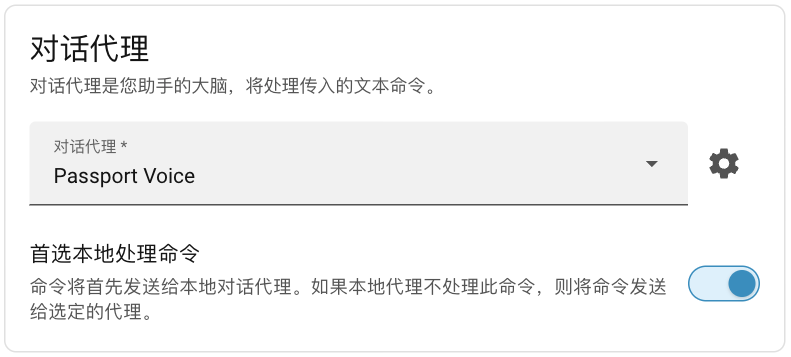 对话代理
对话代理是您助手的大脑，将处理传入的文本命令。
对话代理 *
Passport Voice
首选本地处理命令
命令将首先发送给本地对话代理。如果本地代理不处理此命令，则将命令发送
给选定的代理。